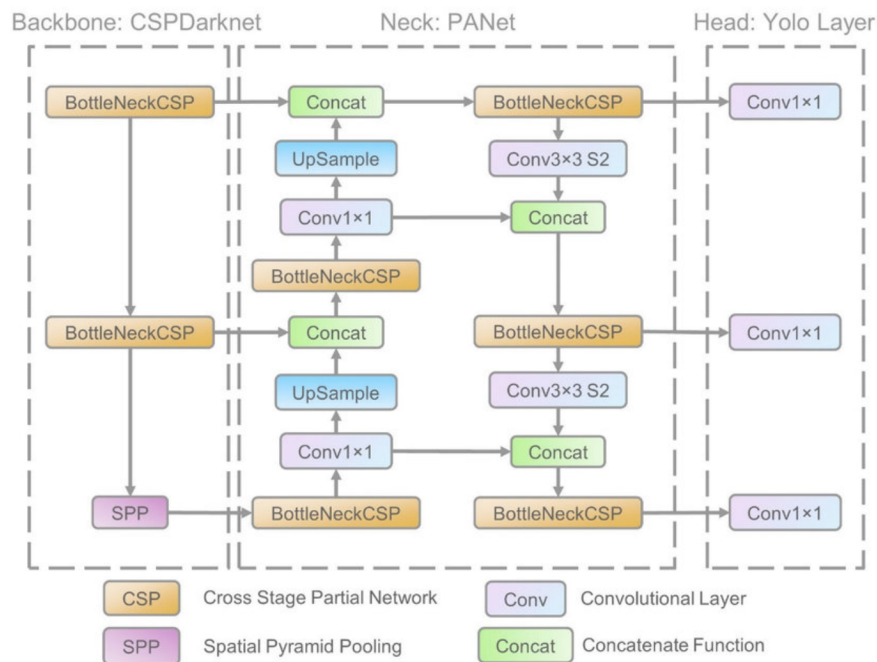 Backbone: CSPDarknet Neck: PANet Head: Yolo Layer
BottleNeckCSP Concat BottleNeckCSP Conv1×1
UpSample Conv3×3 S2
Conv1×1 Concat
BottleNeckCSP
BottleNeckCSP Concat BottleNeckCSP Conv1×1
UpSample Conv3×3 S2
Conv1×1 Concat
SPP BottleNeckCSP BottleNeckCSP Conv1×1
CSP Cross Stage Partial Network Conv Convolutional Layer
SPP Spatial Pyramid Pooling Concat Concatenate Function